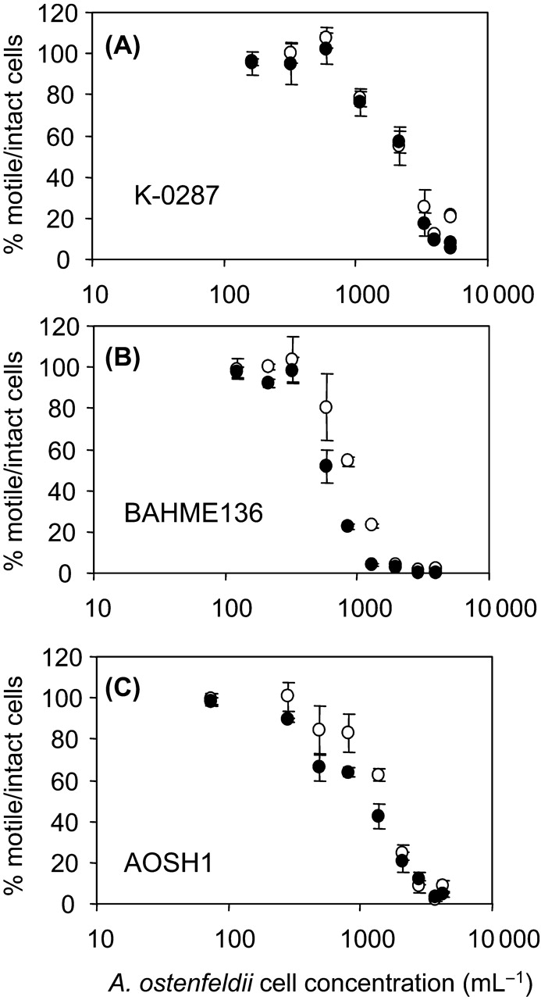 120
(A)
100
80
60
40
20
0
% motile/intact cells
K-0287
10 100 1000 10 000
120
(B)
100
80
60
40
20
0
% motile/intact cells
BAHME136
10 100 1000 10 000
120
(C)
100
80
60
40
20
0
% motile/intact cells
AOSH1
10 100 1000 10 000
A. ostenfeldii cell concentration (mL⁻¹)